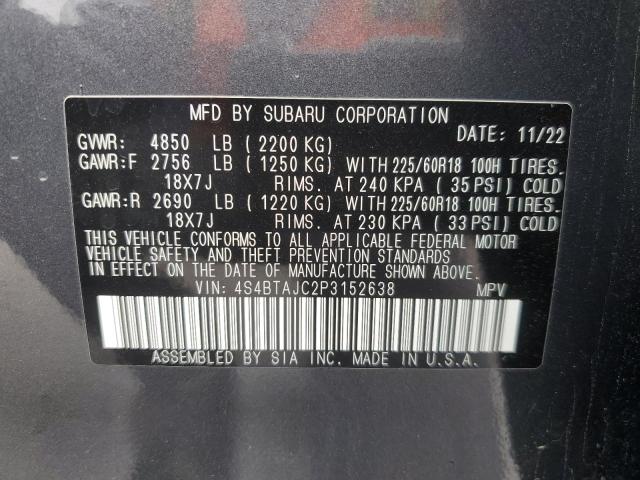 MFD BY SUBARU CORPORATION
DATE: 11/22
GVWR: 4850 LB (2200 KG)
GAWR:F 2756 LB (1250 KG) WITH 225/60R18 100H TIRES.
18X7J RIMS. AT 240 KPA (35 PSI) COLD
GAWR:R 2690 LB (1220 KG) WITH 225/60R18 100H TIRES.
18X7J RIMS. AT 230 KPA (33 PSI) COLD
THIS VEHICLE CONFORMS TO ALL APPLICABLE FEDERAL MOTOR
VEHICLE SAFETY AND THEFT PREVENTION STANDARDS IN EFFECT ON
THE DATE OF MANUFACTURE SHOWN ABOVE.
VIN: 4S4BTAJC2P3152638 MPV
ASSEMBLED BY SIA INC. MADE IN U.S.A.